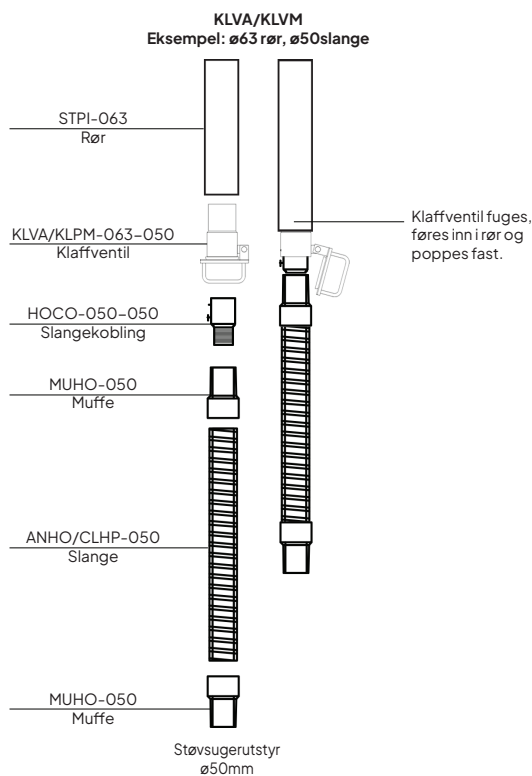 KLVA/KLVM
Eksempel: ø63 rør, ø50slange
STPI-063
Rør
KLVA/KLPM-063-050
Klaffventil
Klaffventil fuges,
føres inn i rør og
poppes fast.
HOCO-050-050
Slangekobling
MUHO-050
Muffe
ANHO/CLHP-050
Slange
MUHO-050
Muffe
Støvsugerutstyr
ø50mm